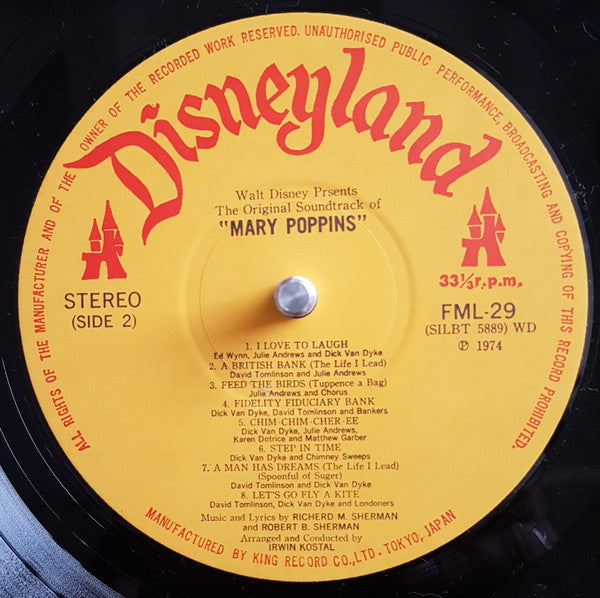 ALL RIGHTS OF THE MANUFACTURER AND OF THE OWNER OF THE RECORDED WORK RESERVED. UNAUTHORISED PUBLIC PERFORMANCE, BROADCASTING AND COPYING OF THIS RECORD PROHIBITED.
Disneyland
Walt Disney Prsents
The Original Soundtrack of
"MARY POPPINS"
33⅓r.p.m.
STEREO
(SIDE 2)
FML-29
(SILBT 5889) WD
℗ 1974
1. I LOVE TO LAUGH
Ed Wynn, Julie Andrews and Dick Van Dyke
2. A BRITISH BANK (The Life I Lead)
David Tomlinson and Julie Andrews
3. FEED THE BIRDS (Tuppence a Bag)
Julie Andrews and Chorus
4. FIDELITY FIDUCIARY BANK
Dick Van Dyke, David Tomlinson and Bankers
5. CHIM-CHIM-CHER-EE
Dick Van Dyke, Julie Andrews,
Karen Dotrice and Matthew Garber
6. STEP IN TIME
Dick Van Dyke and Chimney Sweeps
7. A MAN HAS DREAMS (The Life I Lead)
(Spoonful of Suger)
David Tomlinson and Dick Van Dyke
8. LET'S GO FLY A KITE
David Tomlinson, Dick Van Dyke and Londoners
Music and Lyrics by RICHERD M. SHERMAN
and ROBERT B. SHERMAN
Arranged and Conducted by
IRWIN KOSTAL
MANUFACTURED BY KING RECORD CO., LTD. TOKYO, JAPAN